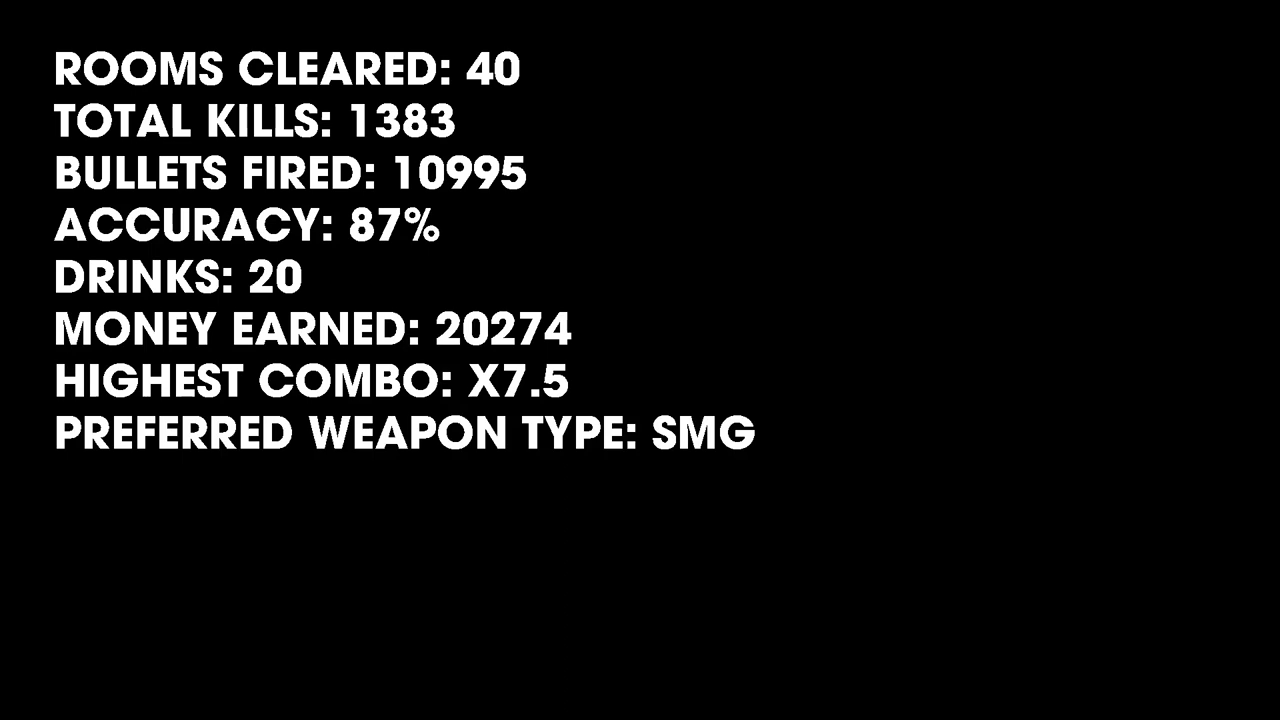 ROOMS CLEARED: 40
TOTAL KILLS: 1383
BULLETS FIRED: 10995
ACCURACY: 87%
DRINKS: 20
MONEY EARNED: 20274
HIGHEST COMBO: X7.5
PREFERRED WEAPON TYPE: SMG